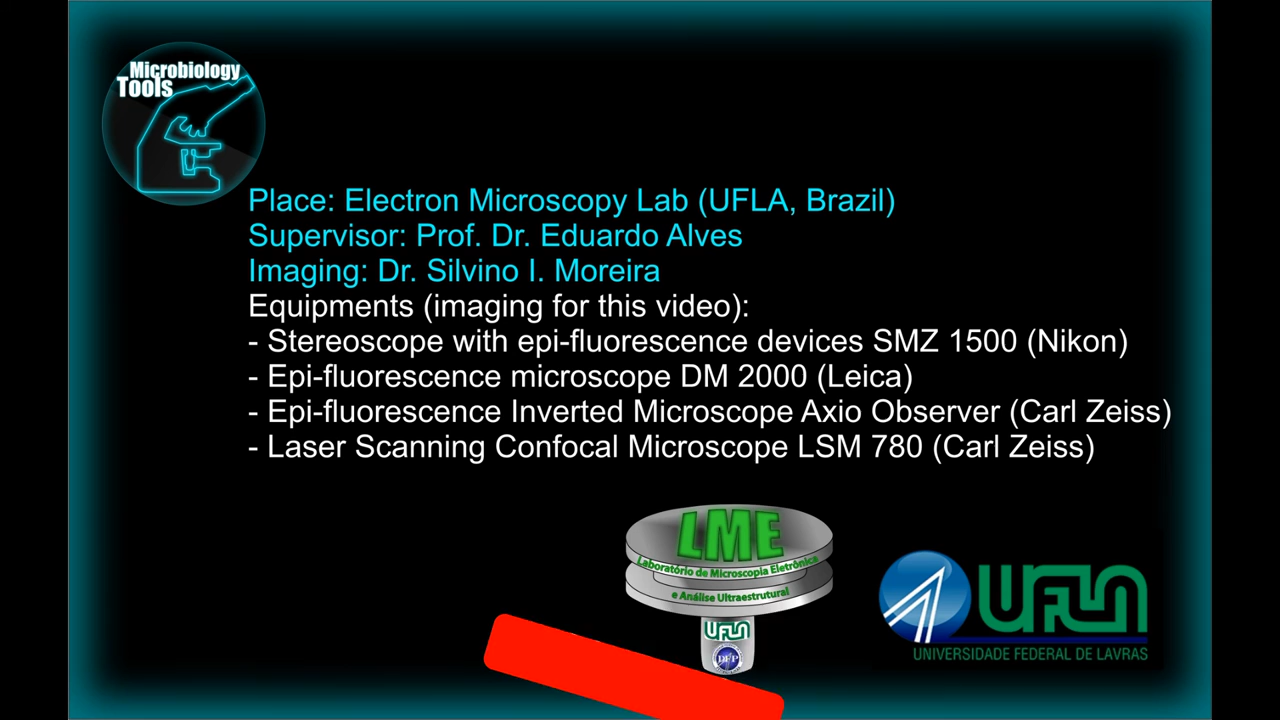 Microbiology
Tools
Place: Electron Microscopy Lab (UFLA, Brazil)
Supervisor: Prof. Dr. Eduardo Alves
Imaging: Dr. Silvino I. Moreira
Equipments (imaging for this video):
- Stereoscope with epi-fluorescence devices SMZ 1500 (Nikon)
- Epi-fluorescence microscope DM 2000 (Leica)
- Epi-fluorescence Inverted Microscope Axio Observer (Carl Zeiss)
- Laser Scanning Confocal Microscope LSM 780 (Carl Zeiss)
LME
Laboratório de Microscopia Eletrônica
e Análise Ultraestrutural
UFLA
DFP
UFLA
UNIVERSIDADE FEDERAL DE LAVRAS